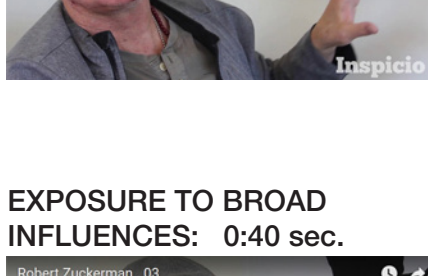 Inspicio
EXPOSURE TO BROAD
INFLUENCES: 0:40 sec.
Robert Zuckerman_03